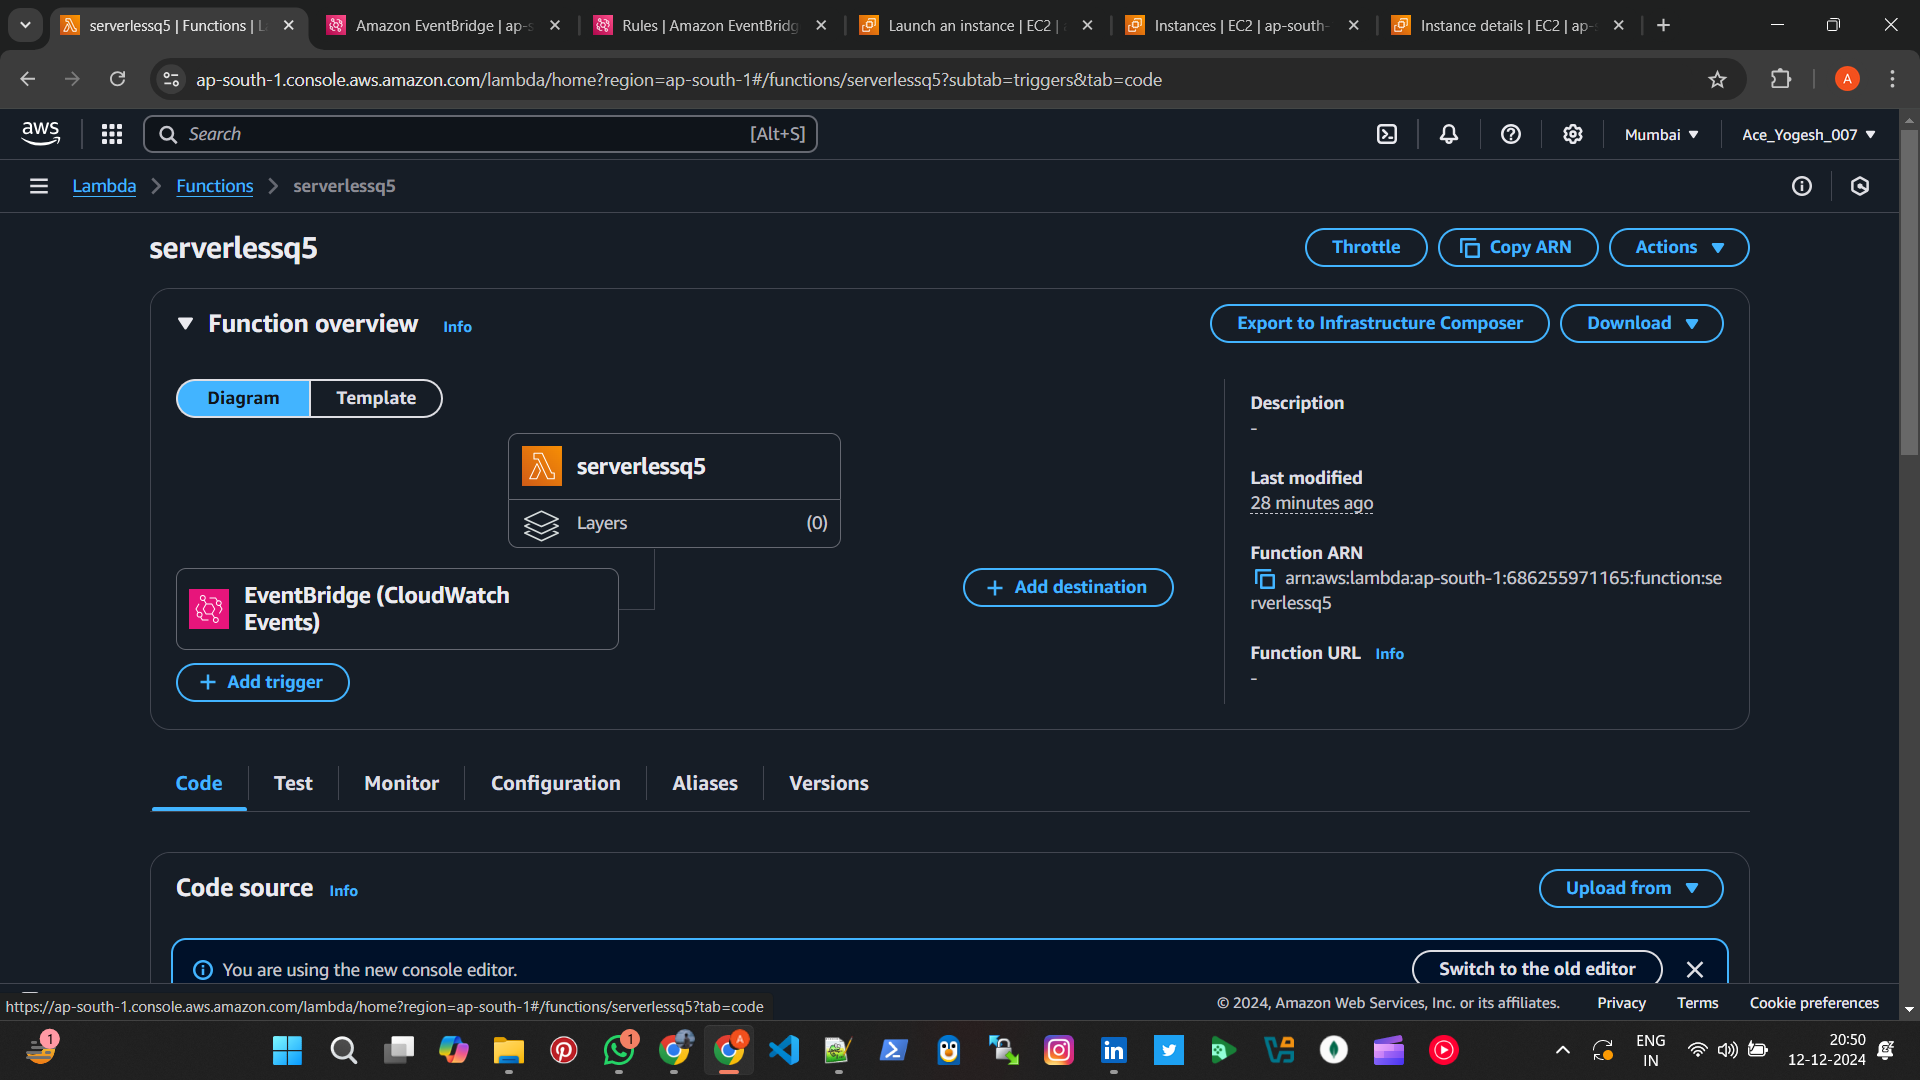 serverlessq5 | Functions | L
Amazon EventBridge | ap-s
Rules | Amazon EventBridg
Launch an instance | EC2 |
Instances | EC2 | ap-south-
Instance details | EC2 | ap-
ap-south-1.console.aws.amazon.com/lambda/home?region=ap-south-1#/functions/serverlessq5?subtab=triggers&tab=code
A
aws
Search
[Alt+S]
Mumbai
Ace_Yogesh_007
Lambda
Functions
serverlessq5
serverlessq5
Throttle
Copy ARN
Actions
Function overview
Info
Export to Infrastructure Composer
Download
Diagram
Template
serverlessq5
Layers
(0)
EventBridge (CloudWatch
Events)
+ Add trigger
+ Add destination
Description
-
Last modified
28 minutes ago
Function ARN
arn:aws:lambda:ap-south-1:686255971165:function:se
rverlessq5
Function URL Info
-
Code
Test
Monitor
Configuration
Aliases
Versions
Code source
Info
Upload from
You are using the new console editor.
Switch to the old editor
https://ap-south-1.console.aws.amazon.com/lambda/home?region=ap-south-1#/functions/serverlessq5?tab=code
© 2024, Amazon Web Services, Inc. or its affiliates.
Privacy
Terms
Cookie preferences
1
1
A
ENG
IN
20:50
12-12-2024